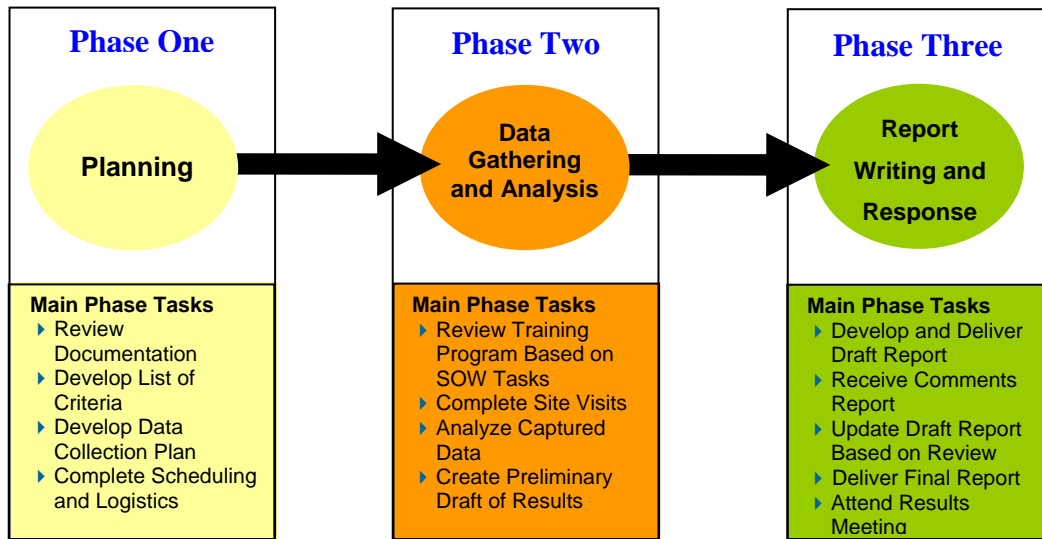 Phase One
Planning
Main Phase Tasks
Review
Documentation
Develop List of
Criteria
Develop Data
Collection Plan
Complete Scheduling
and Logistics
Phase Two
Data
Gathering
and Analysis
Main Phase Tasks
Review Training
Program Based on
SOW Tasks
Complete Site Visits
Analyze Captured
Data
Create Preliminary
Draft of Results
Phase Three
Report
Writing and
Response
Main Phase Tasks
Develop and Deliver
Draft Report
Receive Comments
Report
Update Draft Report
Based on Review
Deliver Final Report
Attend Results
Meeting